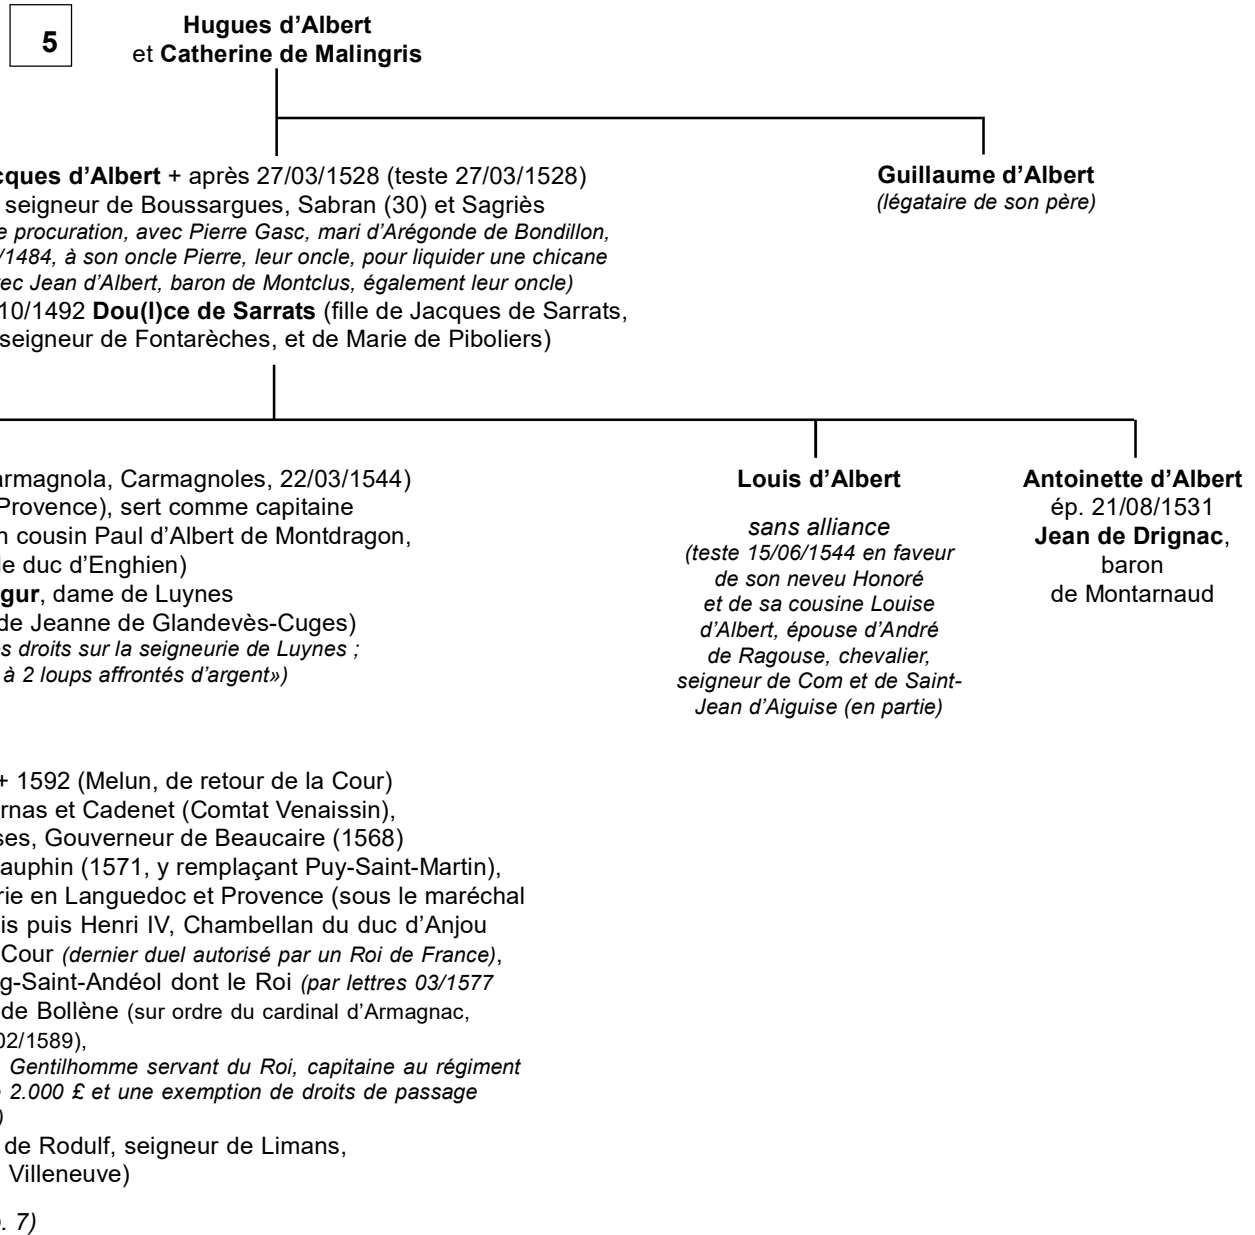 5
Hugues d’Albert
et Catherine de Malingris
cques d’Albert + après 27/03/1528 (teste 27/03/1528)
seigneur de Boussargues, Sabran (30) et Sagriès
e procuration, avec Pierre Gasc, mari d’Arégonde de Bondillon,
/1484, à son oncle Pierre, leur oncle, pour liquider une chicane
ec Jean d’Albert, baron de Montclus, également leur oncle)
10/1492 Dou(l)ce de Sarrats (fille de Jacques de Sarrats,
seigneur de Fontarèches, et de Marie de Piboliers)
Guillaume d’Albert
(légataire de son père)
armagnola, Carmagnoles, 22/03/1544)
Provence), sert comme capitaine
n cousin Paul d’Albert de Montdragon,
le duc d’Enghien)
gur, dame de Luynes
de Jeanne de Glandevès-Cuges)
es droits sur la seigneurie de Luynes ;
à 2 loups affrontés d’argent»)
Louis d’Albert
sans alliance
(teste 15/06/1544 en faveur
de son neveu Honoré
et de sa cousine Louise
d’Albert, épouse d’André
de Ragouse, chevalier,
seigneur de Com et de Saint-
Jean d’Aiguise (en partie)
Antoinette d’Albert
ép. 21/08/1531
Jean de Drignac,
baron
de Montarnaud
+ 1592 (Melun, de retour de la Cour)
rnas et Cadenet (Comtat Venaissin),
ses, Gouverneur de Beaucaire (1568)
auphin (1571, y remplaçant Puy-Saint-Martin),
rie en Languedoc et Provence (sous le maréchal
is puis Henri IV, Chambellan du duc d’Anjou
Cour (dernier duel autorisé par un Roi de France),
g-Saint-Andéol dont le Roi (par lettres 03/1577
de Bollène (sur ordre du cardinal d’Armagnac,
02/1589),
Gentilhomme servant du Roi, capitaine au régiment
2.000 £ et une exemption de droits de passage
)
de Rodulf, seigneur de Limans,
Villeneuve)
. 7)